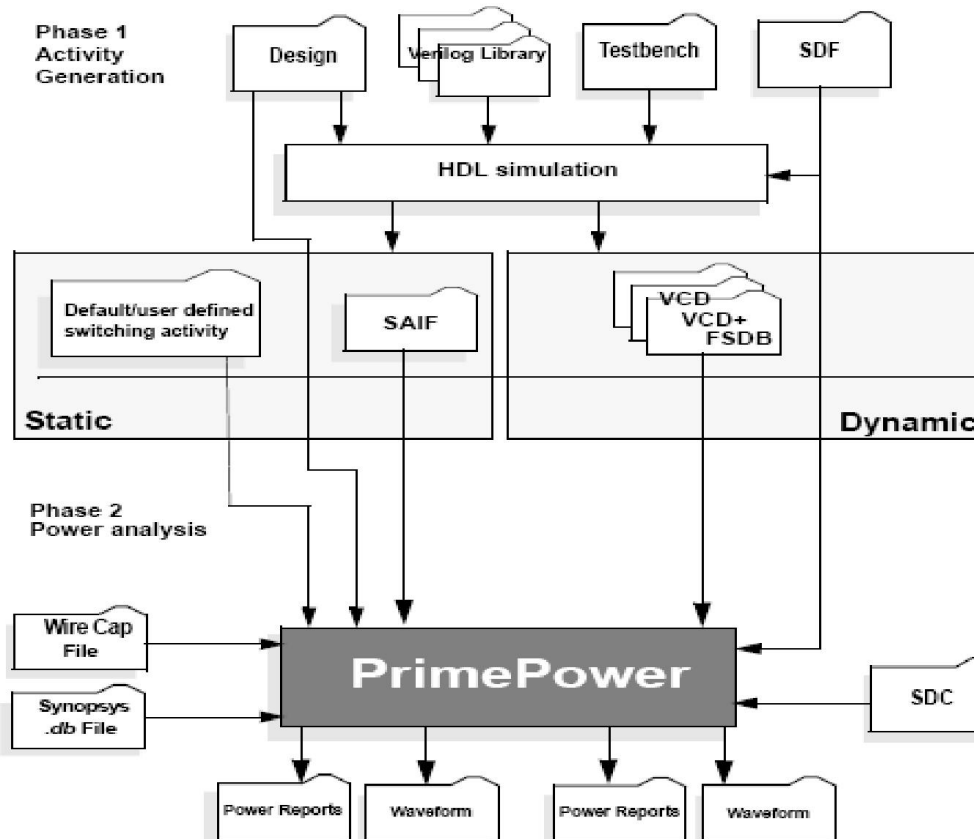 Phase 1
Activity
Generation
Design
Verilog Library
Testbench
SDF
HDL simulation
Default/user defined
switching activity
SAIF
VCD
VCD+
FSDB
Static
Dynamic
Phase 2
Power analysis
Wire Cap
File
PrimePower
Synopsys
.db File
SDC
Power Reports
Waveform
Power Reports
Waveform